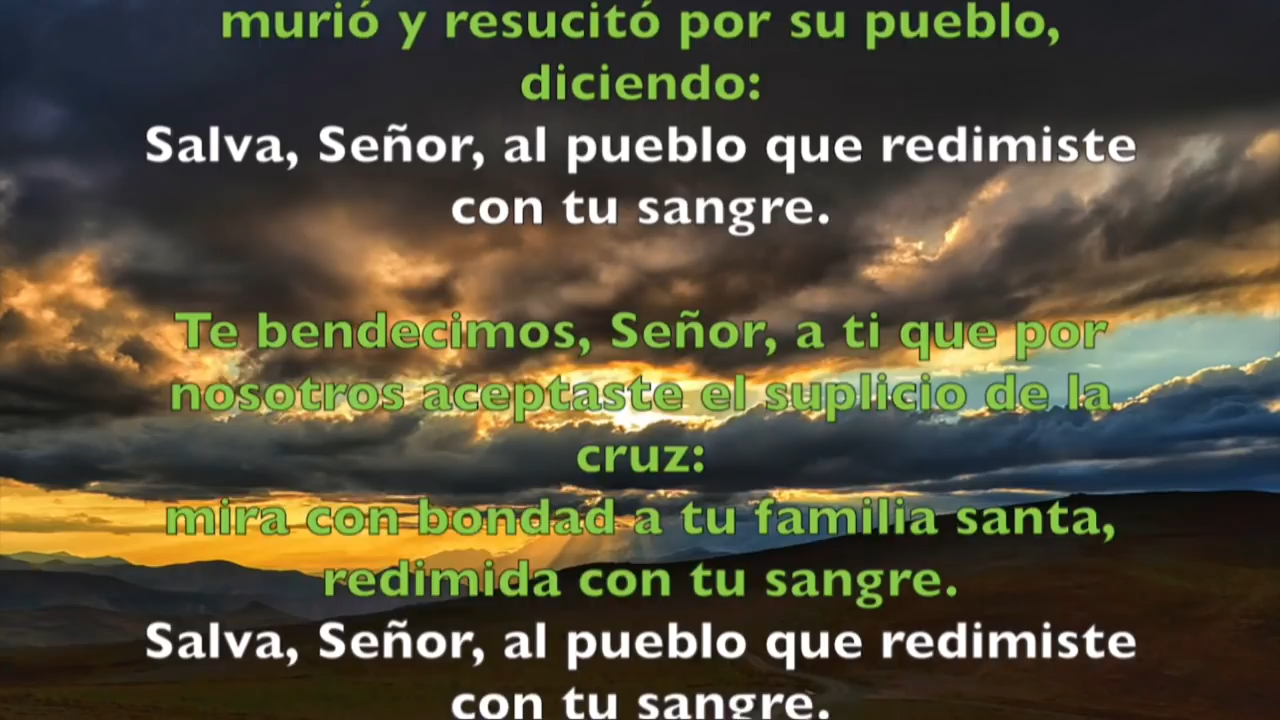 murió y resucitó por su pueblo,
diciendo:
Salva, Señor, al pueblo que redimiste
con tu sangre.
Te bendecimos, Señor, a ti que por
nosotros aceptaste el suplicio de la
cruz:
mira con bondad a tu familia santa,
redimida con tu sangre.
Salva, Señor, al pueblo que redimiste
con tu sangre.